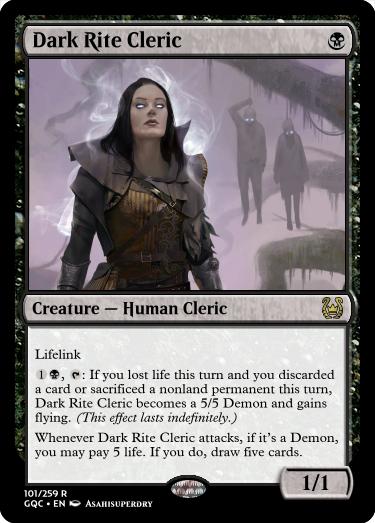 Dark Rite Cleric
Creature — Human Cleric
Lifelink
1, : If you lost life this turn and you discarded
a card or sacrificed a nonland permanent this turn,
Dark Rite Cleric becomes a 5/5 Demon and gains
flying. (This effect lasts indefinitely.)
Whenever Dark Rite Cleric attacks, if it's a Demon,
you may pay 5 life. If you do, draw five cards.
1/1
101/259 R
GQC • EN ASAHISUPERDRY